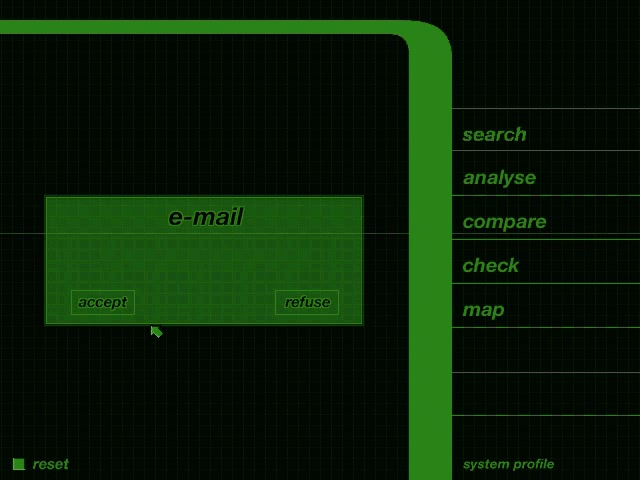 search
analyse
e-mail
compare
check
accept
refuse
map
reset
system profile